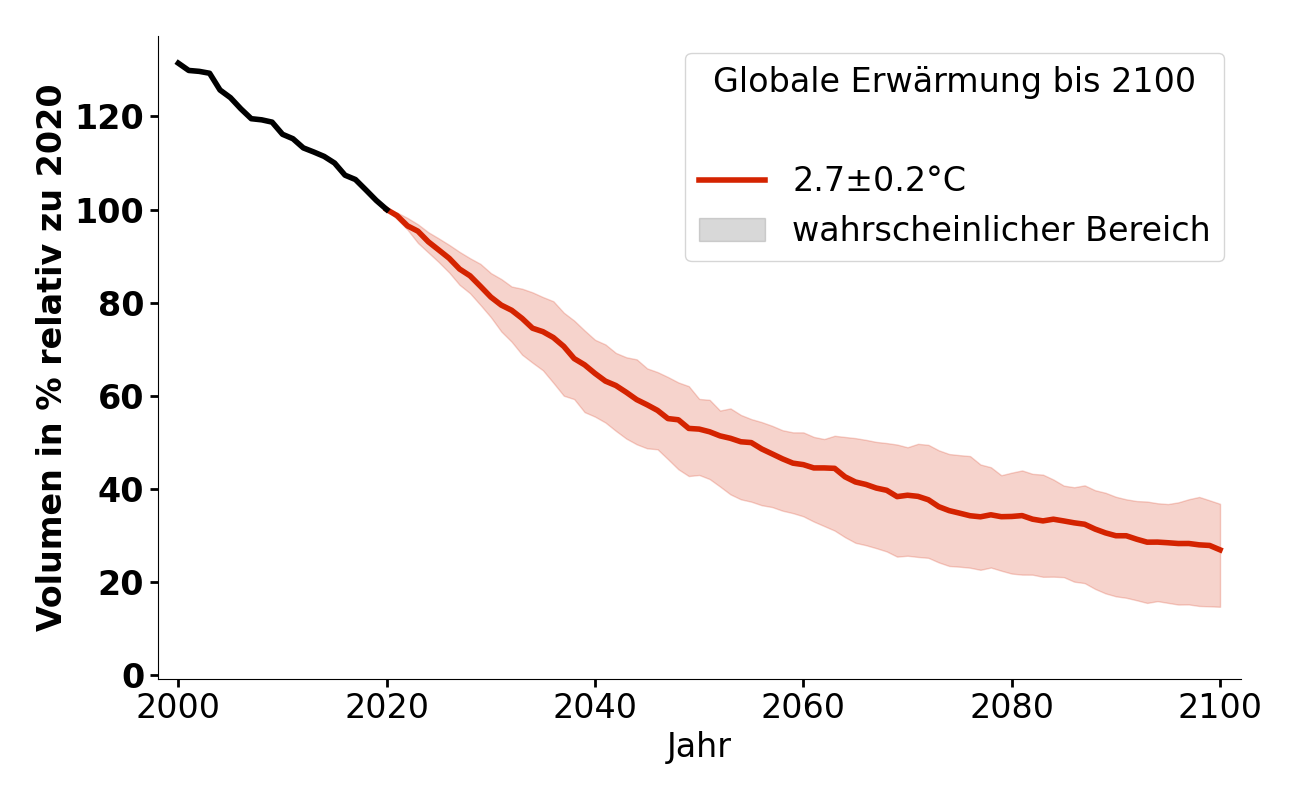 Globale Erwärmung bis 2100
2.7±0.2°C
wahrscheinlicher Bereich
Volumen in % relativ zu 2020
120
100
80
60
40
20
0
2000 2020 2040 2060 2080 2100
Jahr